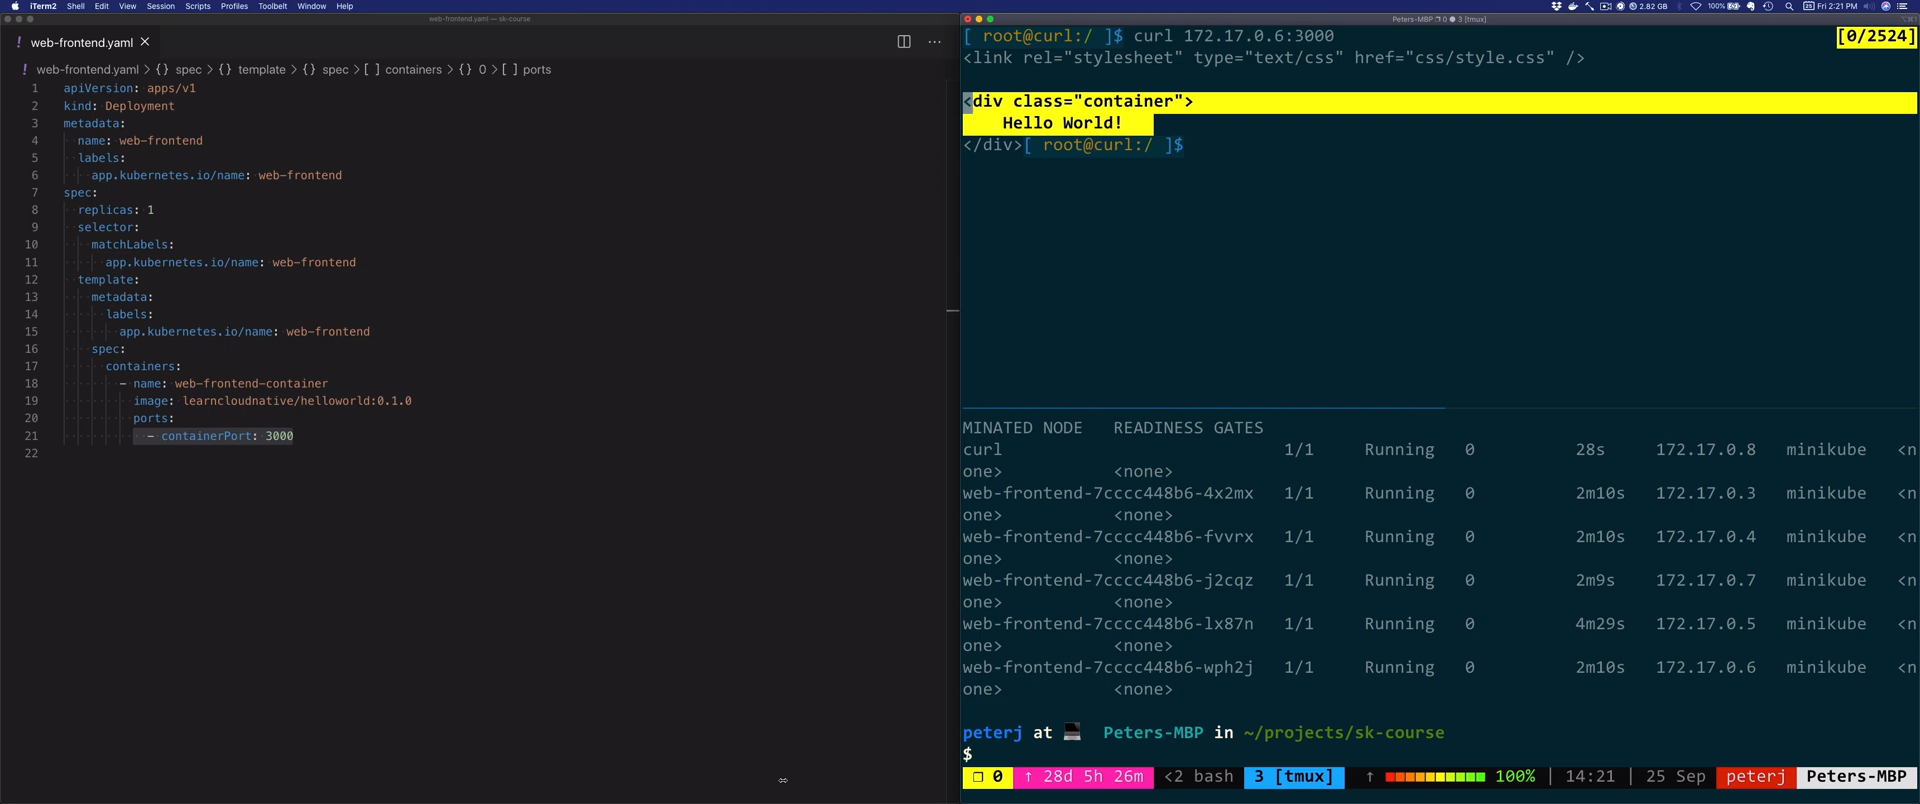 iTerm2 Shell Edit View Session Scripts Profiles Toolbelt Window Help
2.82 GB 100% Fri 2:21 PM
web-frontend.yaml — sk-course
web-frontend.yaml
web-frontend.yaml > {} spec > {} template > {} spec > [ ] containers > {} 0 > [ ] ports
1 apiVersion: apps/v1
2 kind: Deployment
3 metadata:
4 name: web-frontend
5 labels:
6 app.kubernetes.io/name: web-frontend
7 spec:
8 replicas: 1
9 selector:
10 matchLabels:
11 app.kubernetes.io/name: web-frontend
12 template:
13 metadata:
14 labels:
15 app.kubernetes.io/name: web-frontend
16 spec:
17 containers:
18 - name: web-frontend-container
19 image: learncloudnative/helloworld:0.1.0
20 ports:
21 - containerPort: 3000
22
Peters-MBP 0 3 [tmux]
[ root@curl:/ ]$ curl 172.17.0.6:3000 [0/2524]
<link rel="stylesheet" type="text/css" href="css/style.css" />
<div class="container">
Hello World!
</div>[ root@curl:/ ]$
MINATED NODE READINESS GATES
curl 1/1 Running 0 28s 172.17.0.8 minikube <n
one> <none>
web-frontend-7cccc448b6-4x2mx 1/1 Running 0 2m10s 172.17.0.3 minikube <n
one> <none>
web-frontend-7cccc448b6-fvvrx 1/1 Running 0 2m10s 172.17.0.4 minikube <n
one> <none>
web-frontend-7cccc448b6-j2cqz 1/1 Running 0 2m9s 172.17.0.7 minikube <n
one> <none>
web-frontend-7cccc448b6-lx87n 1/1 Running 0 4m29s 172.17.0.5 minikube <n
one> <none>
web-frontend-7cccc448b6-wph2j 1/1 Running 0 2m10s 172.17.0.6 minikube <n
one> <none>
peterj at 💻 Peters-MBP in ~/projects/sk-course
$
❐ 0 ↑ 28d 5h 26m <2 bash 3 [tmux] ↑ 100% | 14:21 | 25 Sep peterj Peters-MBP